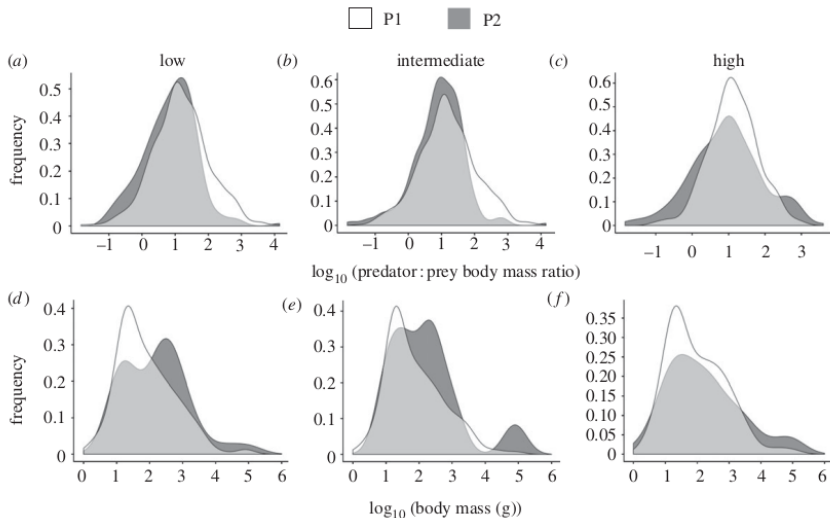 P1 P2
(a) low (b) intermediate (c) high
frequency
0.5
0.4
0.3
0.2
0.1
0
−1 0 1 2 3 4
0.6
0.5
0.4
0.3
0.2
0.1
0
−1 0 1 2 3 4
0.6
0.5
0.4
0.3
0.2
0.1
0
−1 0 1 2 3
log10 (predator : prey body mass ratio)
(d) (e) (f)
frequency
0.4
0.3
0.2
0.1
0
0 1 2 3 4 5 6
0.4
0.3
0.2
0.1
0
0 1 2 3 4 5 6
0.35
0.30
0.25
0.20
0.15
0.10
0.05
0
0 1 2 3 4 5 6
log10 (body mass (g))